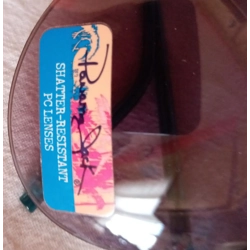 Panama Jack
SHATTER-RESISTANT
PC LENSES